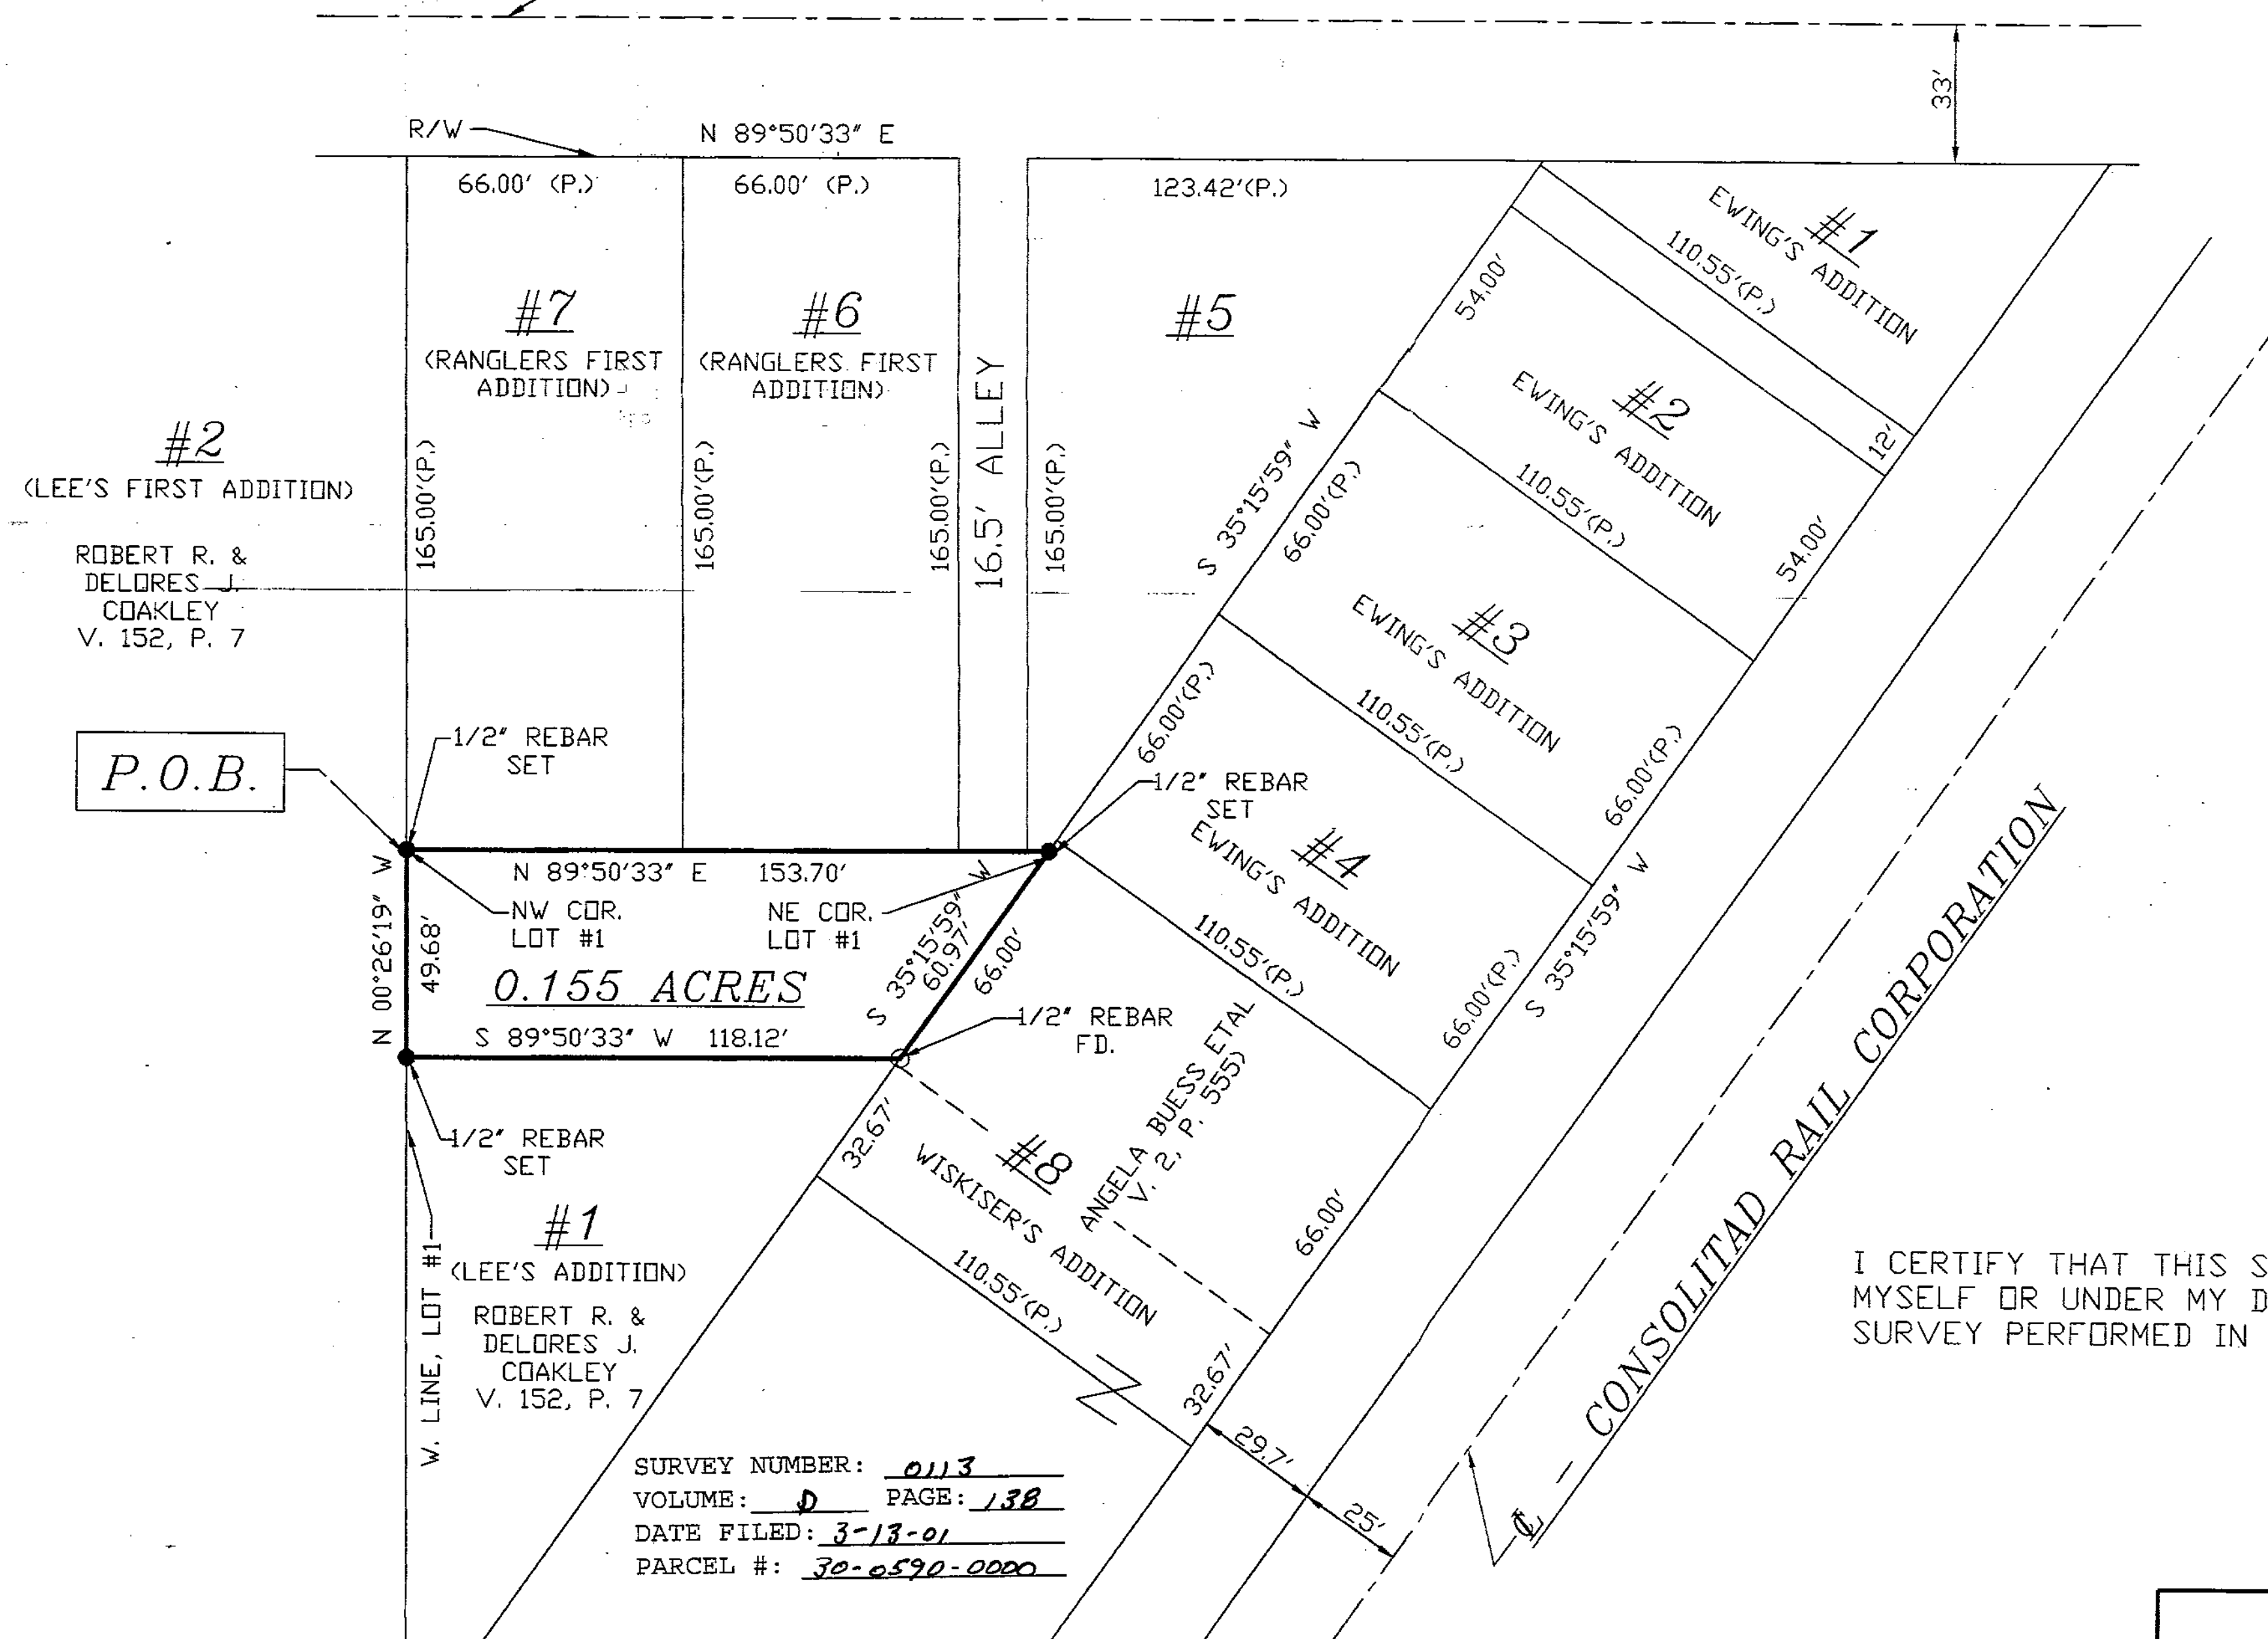 33'
R/W
N 89°50'33" E
66.00' (P.)
66.00' (P.)
123.42'(P.)
#1
EWING'S ADDITION
110.55'(P.)
54.00'
#7
(RANGLERS FIRST
ADDITION)
#6
(RANGLERS FIRST
ADDITION)
#5
#2
EWING'S ADDITION
12'
110.55'(P.)
54.00'
S 35°15'59" W
66.00'(P.)
#2
(LEE'S FIRST ADDITION)
ROBERT R. &
DELORES J.
COAKLEY
V. 152, P. 7
165.00'(P.)
165.00'(P.)
165.00'(P.)
16.5' ALLEY
165.00'(P.)
#3
EWING'S ADDITION
110.55'(P.)
66.00'(P.)
66.00'(P.)
P.O.B.
1/2" REBAR
SET
1/2" REBAR
SET
#4
EWING'S ADDITION
110.55'(P.)
66.00'(P.)
S 35°15'59" W
N 89°50'33" E 153.70'
NW COR.
LOT #1
NE COR.
LOT #1
N 00°26'19" W
49.68'
0.155 ACRES
S 35°15'59" W
60.97'
66.00'
S 89°50'33" W 118.12'
1/2" REBAR
FD.
1/2" REBAR
SET
32.67'
#8
WISKISER'S ADDITION
ANGELA BUESS ETAL
V. 2, P. 555)
110.55'(P.)
66.00'
32.67'
29.7'
25'
CONSOLITAD RAIL CORPORATION
W. LINE, LOT #1
#1
(LEE'S ADDITION)
ROBERT R. &
DELORES J.
COAKLEY
V. 152, P. 7
I CERTIFY THAT THIS S
MYSELF OR UNDER MY D
SURVEY PERFORMED IN
SURVEY NUMBER: 0113
VOLUME: D PAGE: 138
DATE FILED: 3-13-01
PARCEL #: 30-0590-0000
℄